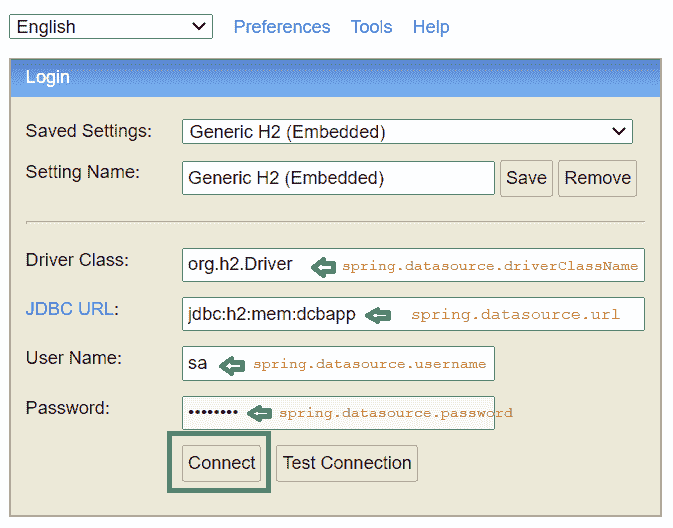 English Preferences Tools Help
Login
Saved Settings: Generic H2 (Embedded)
Setting Name: Generic H2 (Embedded) Save Remove
Driver Class: org.h2.Driver spring.datasource.driverClassName
JDBC URL: jdbc:h2:mem:dcbapp spring.datasource.url
User Name: sa spring.datasource.username
Password: •••••••• spring.datasource.password
Connect Test Connection